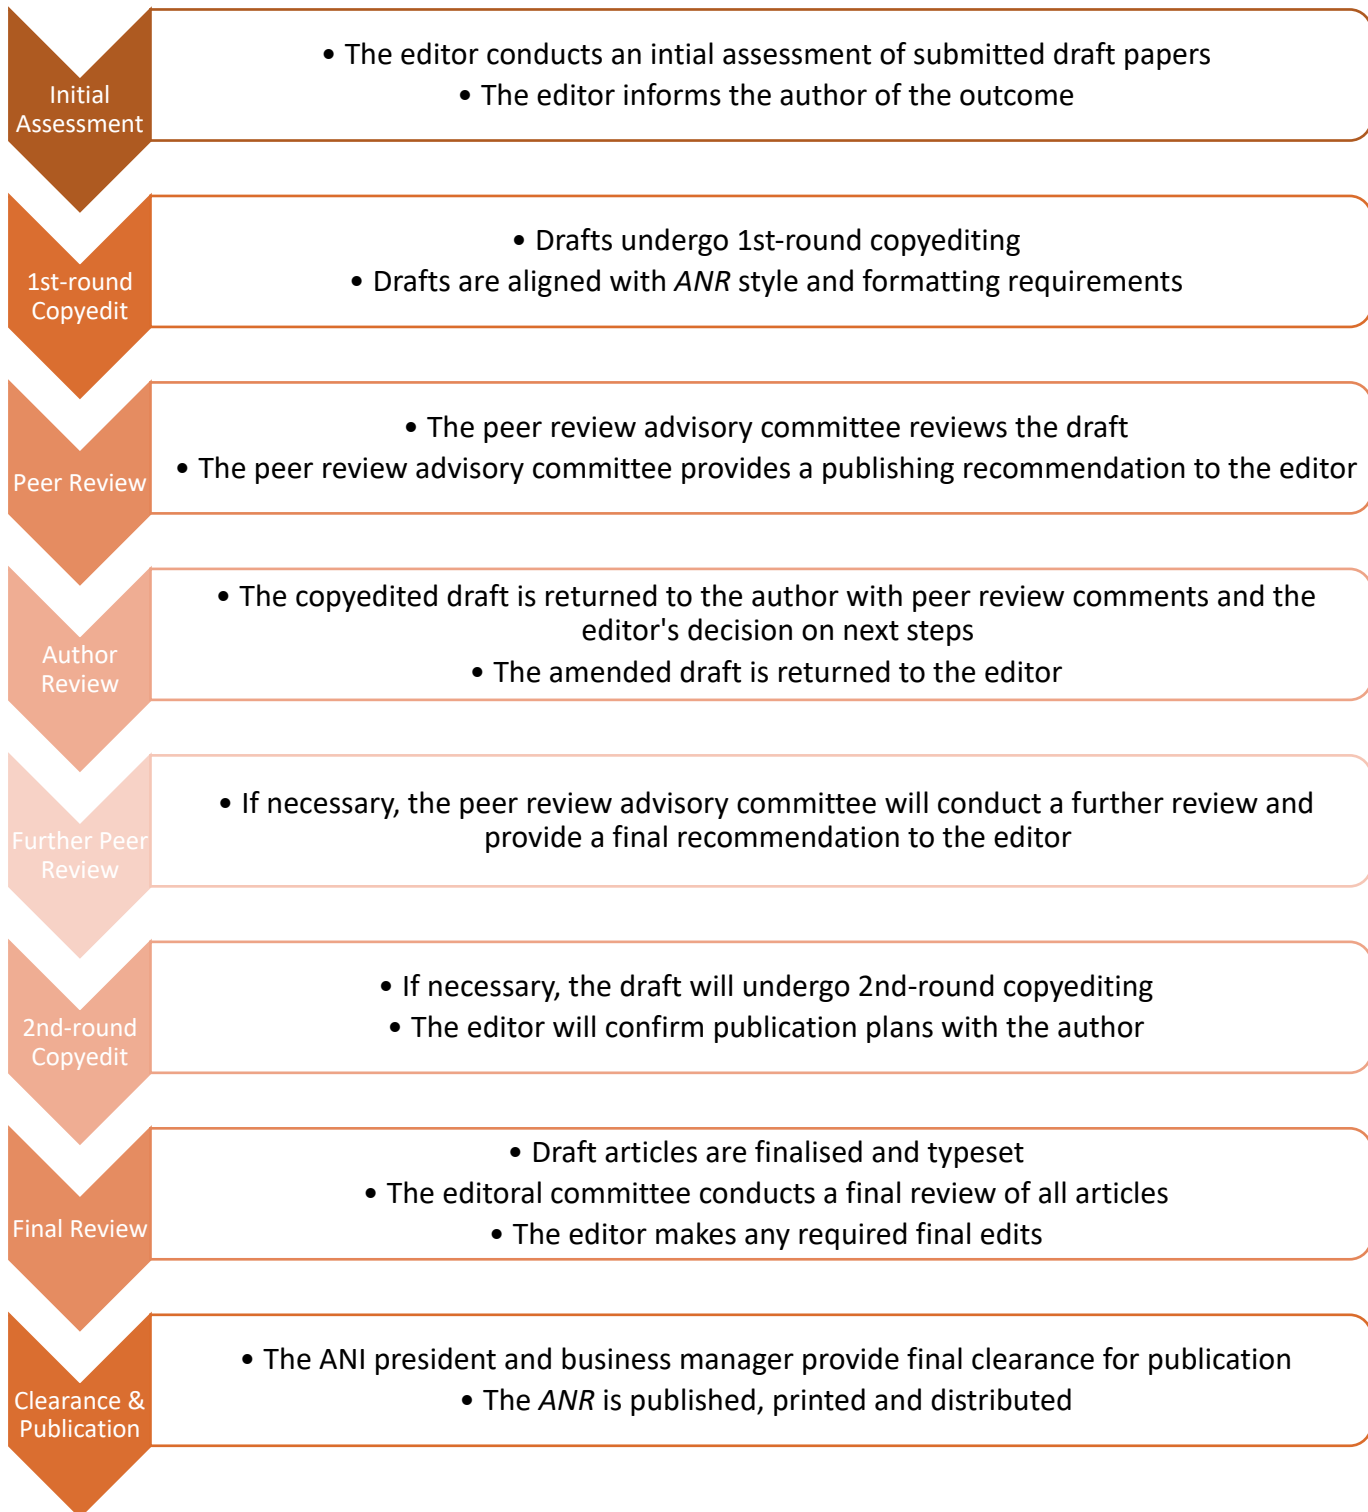 Initial
Assessment
• The editor conducts an intial assessment of submitted draft papers
• The editor informs the author of the outcome
1st-round
Copyedit
• Drafts undergo 1st-round copyediting
• Drafts are aligned with ANR style and formatting requirements
Peer Review
• The peer review advisory committee reviews the draft
• The peer review advisory committee provides a publishing recommendation to the editor
Author
Review
• The copyedited draft is returned to the author with peer review comments and the
editor's decision on next steps
• The amended draft is returned to the editor
Further Peer
Review
• If necessary, the peer review advisory committee will conduct a further review and
provide a final recommendation to the editor
2nd-round
Copyedit
• If necessary, the draft will undergo 2nd-round copyediting
• The editor will confirm publication plans with the author
Final Review
• Draft articles are finalised and typeset
• The editoral committee conducts a final review of all articles
• The editor makes any required final edits
Clearance &
Publication
• The ANI president and business manager provide final clearance for publication
• The ANR is published, printed and distributed